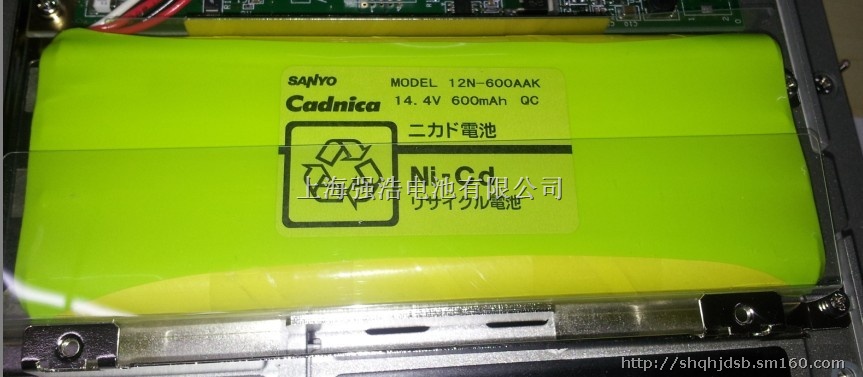 SANYO
MODEL 12N-600AAK
Cadnica
14.4V 600mAh QC
ニカド電池
Ni-Cd
上海强浩电池有限公司
リサイクル電池
http://shqhjdsb.sm160.com/